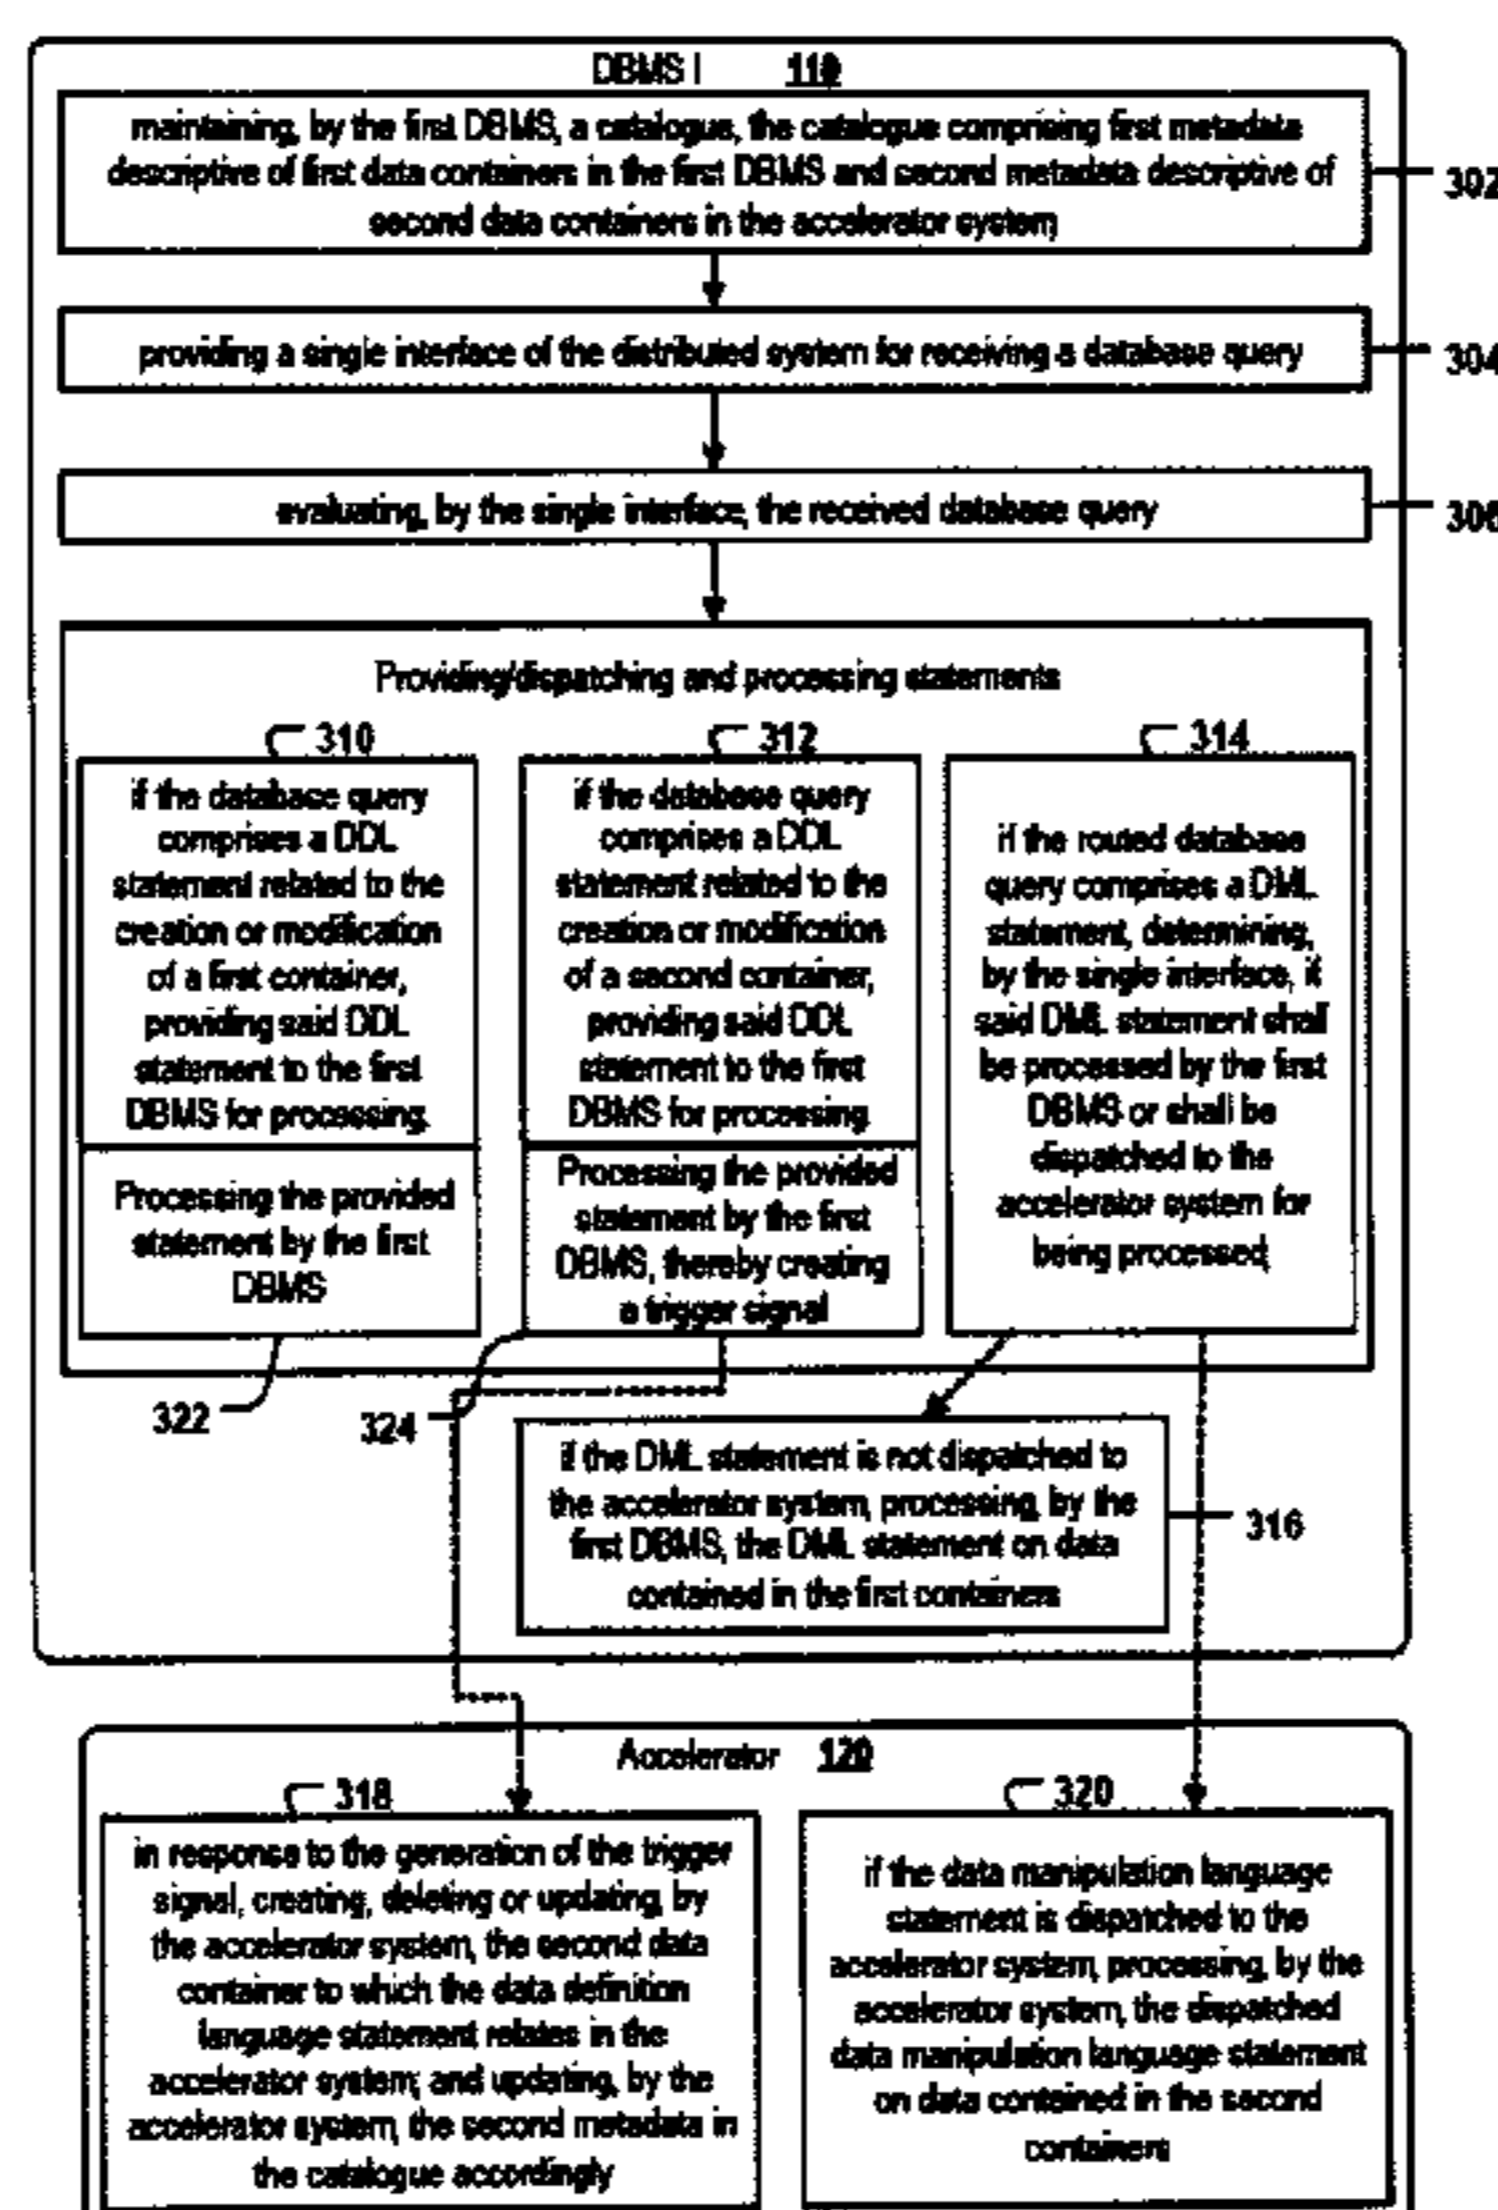 DBMS I 110
maintaining, by the first DBMS, a catalogue, the catalogue comprising first metadata
descriptive of first data containers in the first DBMS and second metadata descriptive of
second data containers in the accelerator system;
302
providing a single interface of the distributed system for receiving a database query
304
evaluating, by the single interface, the received database query
306
Providing/dispatching and processing statements
310
if the database query
comprises a DDL
statement related to the
creation or modification
of a first container,
providing said DDL
statement to the first
DBMS for processing.
Processing the provided
statement by the first
DBMS
322
312
if the database query
comprises a DDL
statement related to the
creation or modification
of a second container,
providing said DDL
statement to the first
DBMS for processing.
Processing the provided
statement by the first
DBMS, thereby creating
a trigger signal
324
314
if the routed database
query comprises a DML
statement, determining,
by the single interface, if
said DML statement shall
be processed by the first
DBMS or shall be
dispatched to the
accelerator system for
being processed;
if the DML statement is not dispatched to
the accelerator system, processing, by the
first DBMS, the DML statement on data
contained in the first containers
316
Accelerator 120
318
in response to the generation of the trigger
signal, creating, deleting or updating, by
the accelerator system, the second data
container to which the data definition
language statement relates in the
accelerator system; and updating, by the
accelerator system, the second metadata in
the catalogue accordingly
320
if the data manipulation language
statement is dispatched to the
accelerator system, processing, by the
accelerator system, the dispatched
data manipulation language statement
on data contained in the second
containers